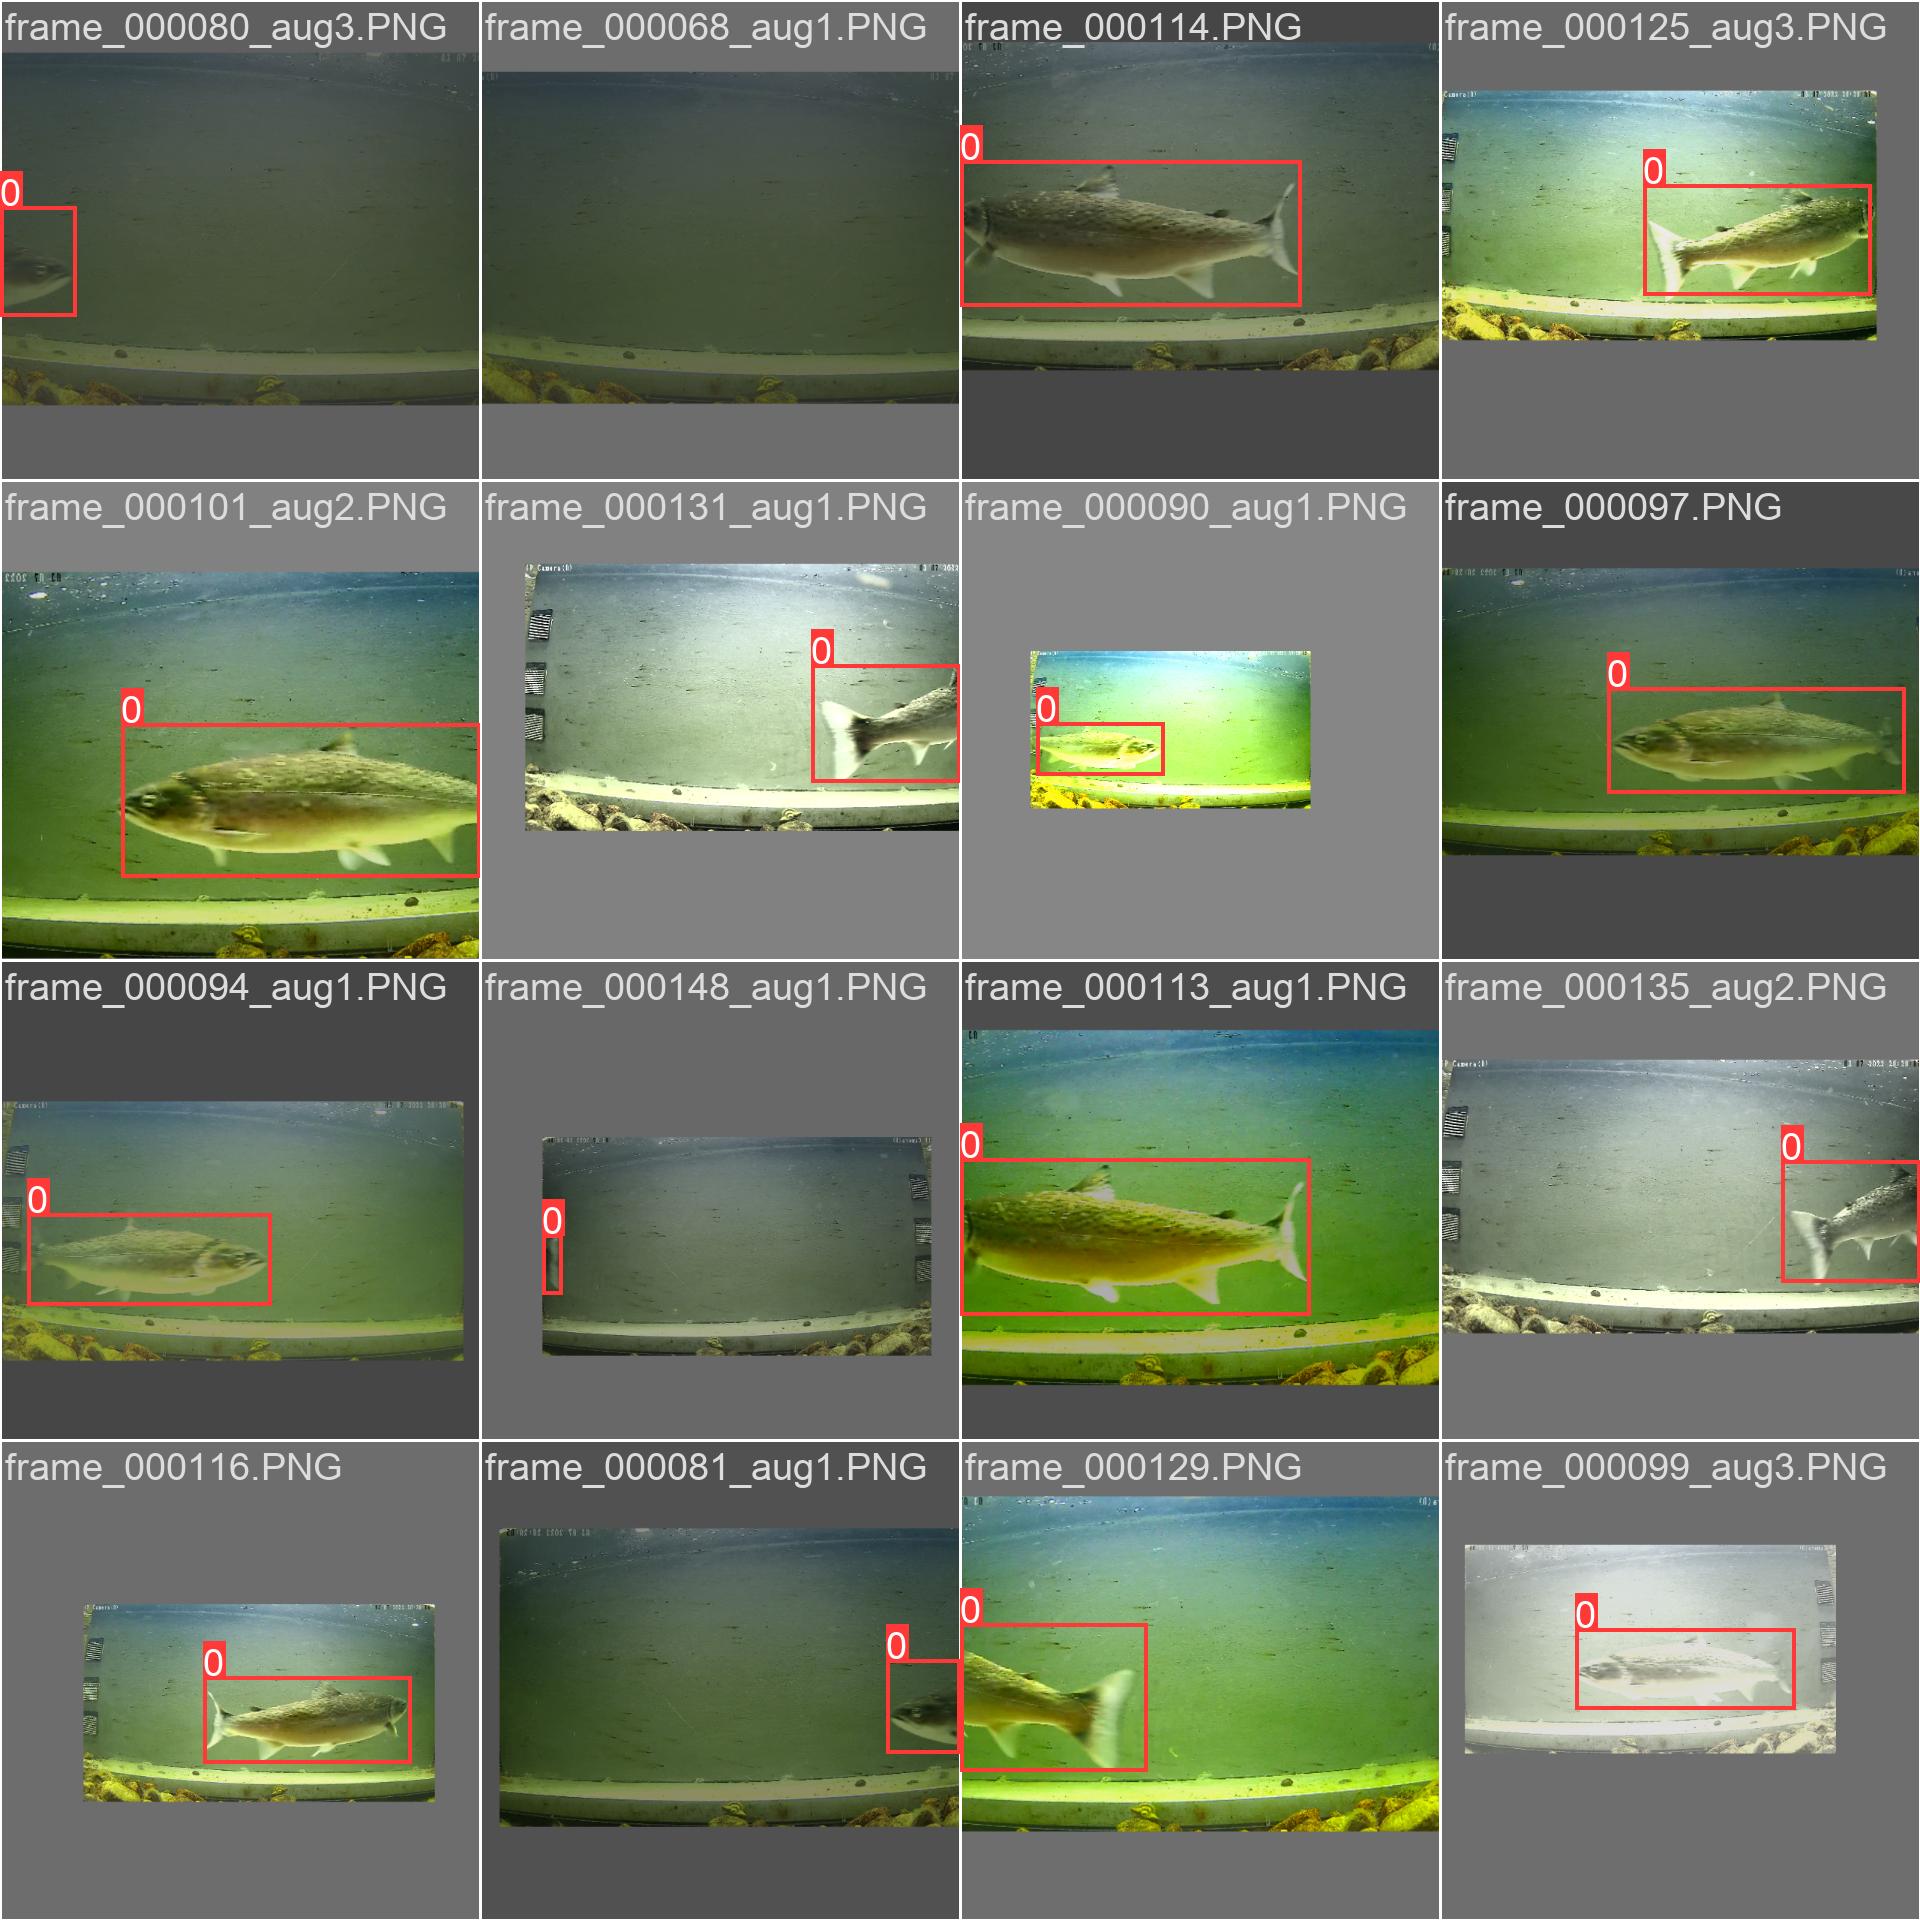 frame_000080_aug3.PNG
frame_000068_aug1.PNG
frame_000114.PNG
frame_000125_aug3.PNG
0
0
0
frame_000101_aug2.PNG
frame_000131_aug1.PNG
frame_000090_aug1.PNG
frame_000097.PNG
0
0
0
0
frame_000094_aug1.PNG
frame_000148_aug1.PNG
frame_000113_aug1.PNG
frame_000135_aug2.PNG
0
0
0
0
frame_000116.PNG
frame_000081_aug1.PNG
frame_000129.PNG
frame_000099_aug3.PNG
0
0
0
0